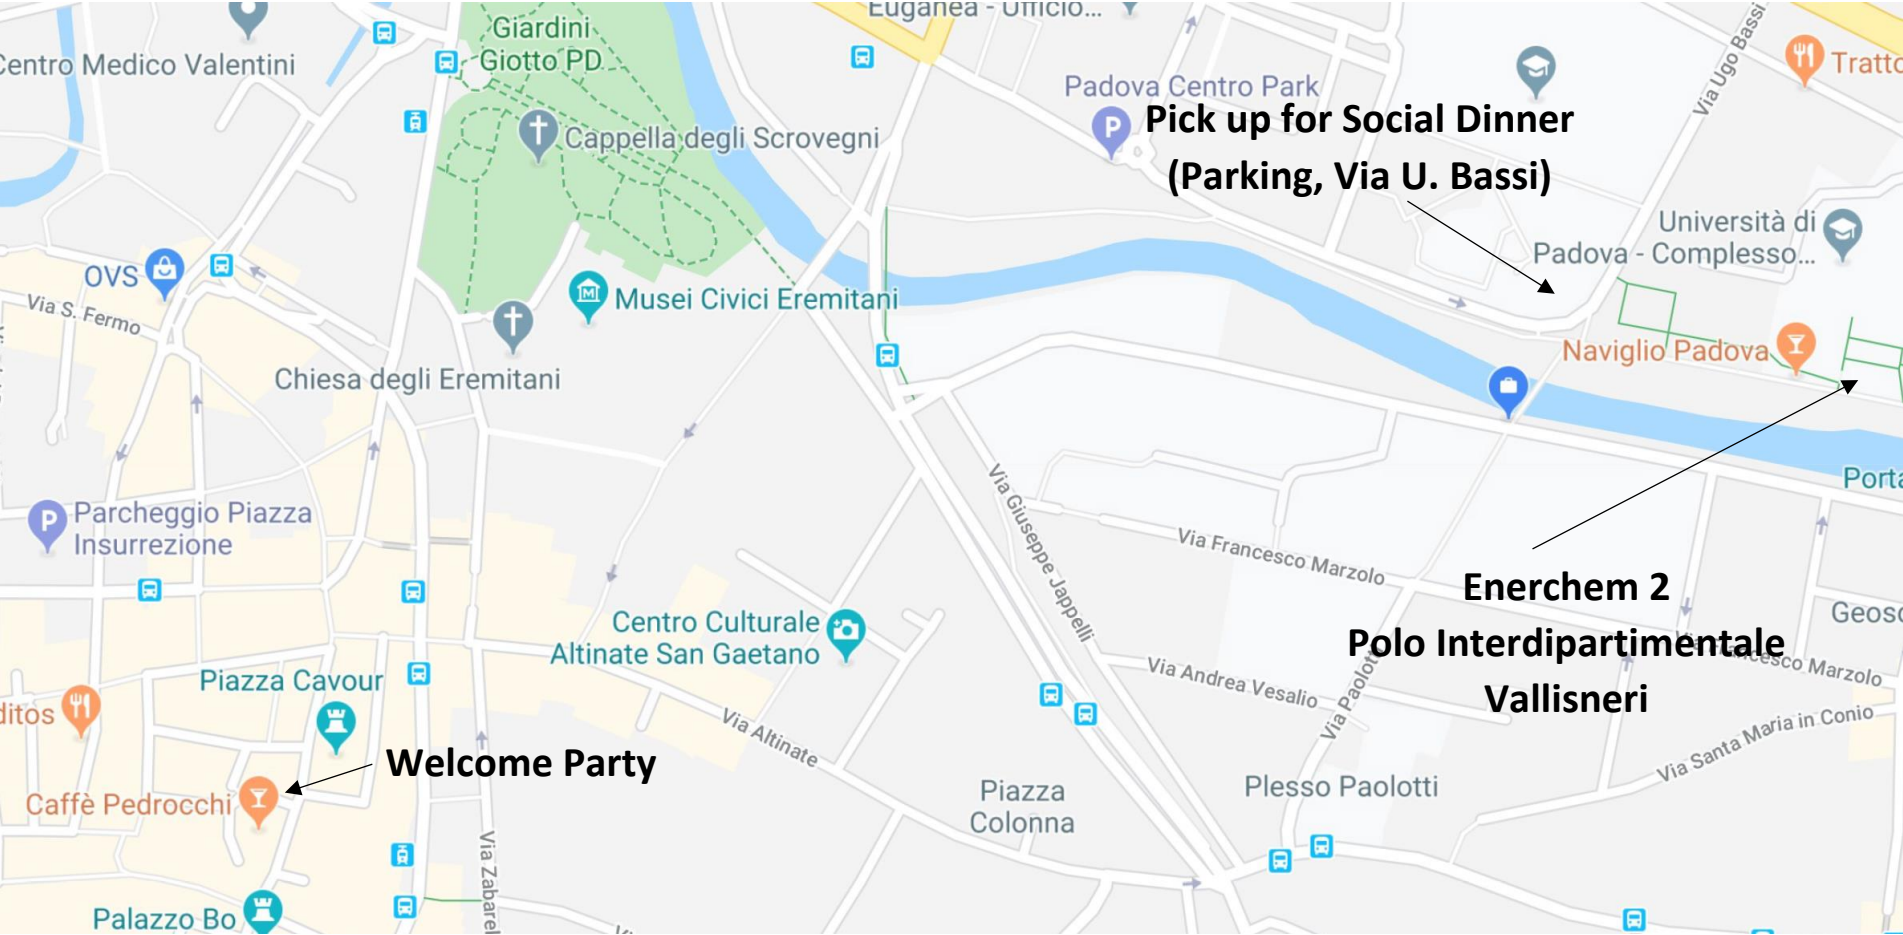 Giardini
Giotto PD
Euganea - Ufficio...
Centro Medico Valentini
Via Ugo Bassi
Tratto
Padova Centro Park
P
Pick up for Social Dinner
(Parking, Via U. Bassi)
Cappella degli Scrovegni
Università di
Padova - Complesso...
OVS
Via S. Fermo
M
Musei Civici Eremitani
Naviglio Padova
Chiesa degli Eremitani
Porta
P
Parcheggio Piazza
Insurrezione
Via Giuseppe Jappelli
Via Francesco Marzolo
Enerchem 2
Polo Interdipartimentale
Vallisneri
Geosc
Centro Culturale
Altinate San Gaetano
Via Francesco Marzolo
Via Andrea Vesalio
Via Paolotti
Piazza Cavour
ditos
Via Altinate
Via Santa Maria in Conio
Welcome Party
Caffè Pedrocchi
Piazza
Colonna
Plesso Paolotti
Via Zabarel
Palazzo Bo